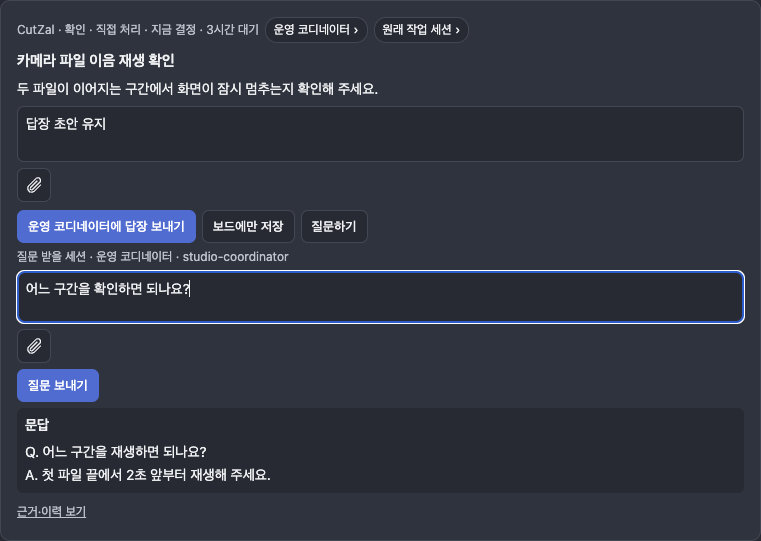 CutZal · 확인 · 직접 처리 · 지금 결정 · 3시간 대기 운영 코디네이터 › 원래 작업 세션 ›
카메라 파일 이음 재생 확인
두 파일이 이어지는 구간에서 화면이 잠시 멈추는지 확인해 주세요.
답장 초안 유지
운영 코디네이터에 답장 보내기 보드에만 저장 질문하기
질문 받을 세션 · 운영 코디네이터 · studio-coordinator
어느 구간을 확인하면 되나요?
질문 보내기
문답
Q. 어느 구간을 재생하면 되나요?
A. 첫 파일 끝에서 2초 앞부터 재생해 주세요.
근거·이력 보기